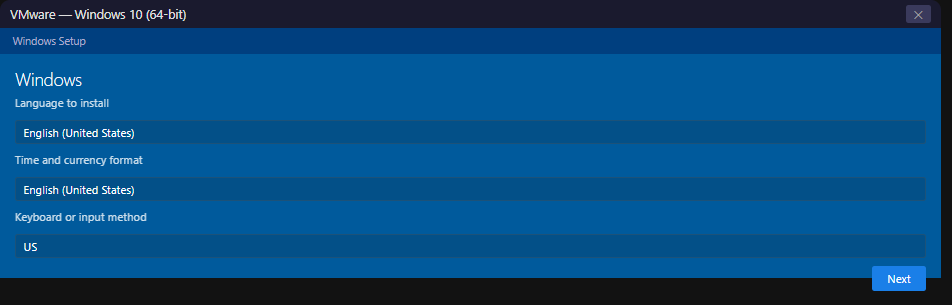 VMware — Windows 10 (64-bit)
Windows Setup
Windows
Language to install
English (United States)
Time and currency format
English (United States)
Keyboard or input method
US
Next